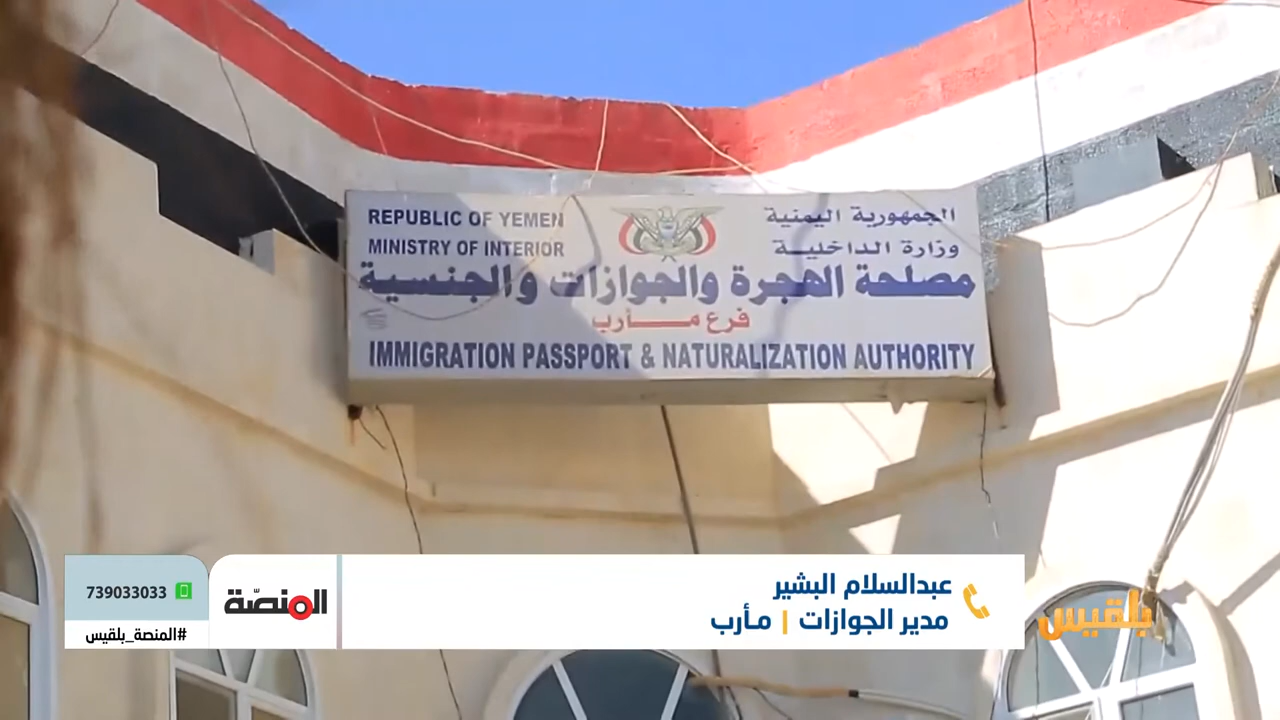 REPUBLIC OF YEMEN
الجمهورية اليمنية
MINISTRY OF INTERIOR
وزارة الداخلية
مصلحة الهجرة والجوازات والجنسية
فرع مأرب
IMMIGRATION PASSPORT & NATURALIZATION AUTHORITY
عبدالسلام البشير
مدير الجوازات | مأرب
المنصّة
739033033
#المنصة_بلقيس
بلقيس